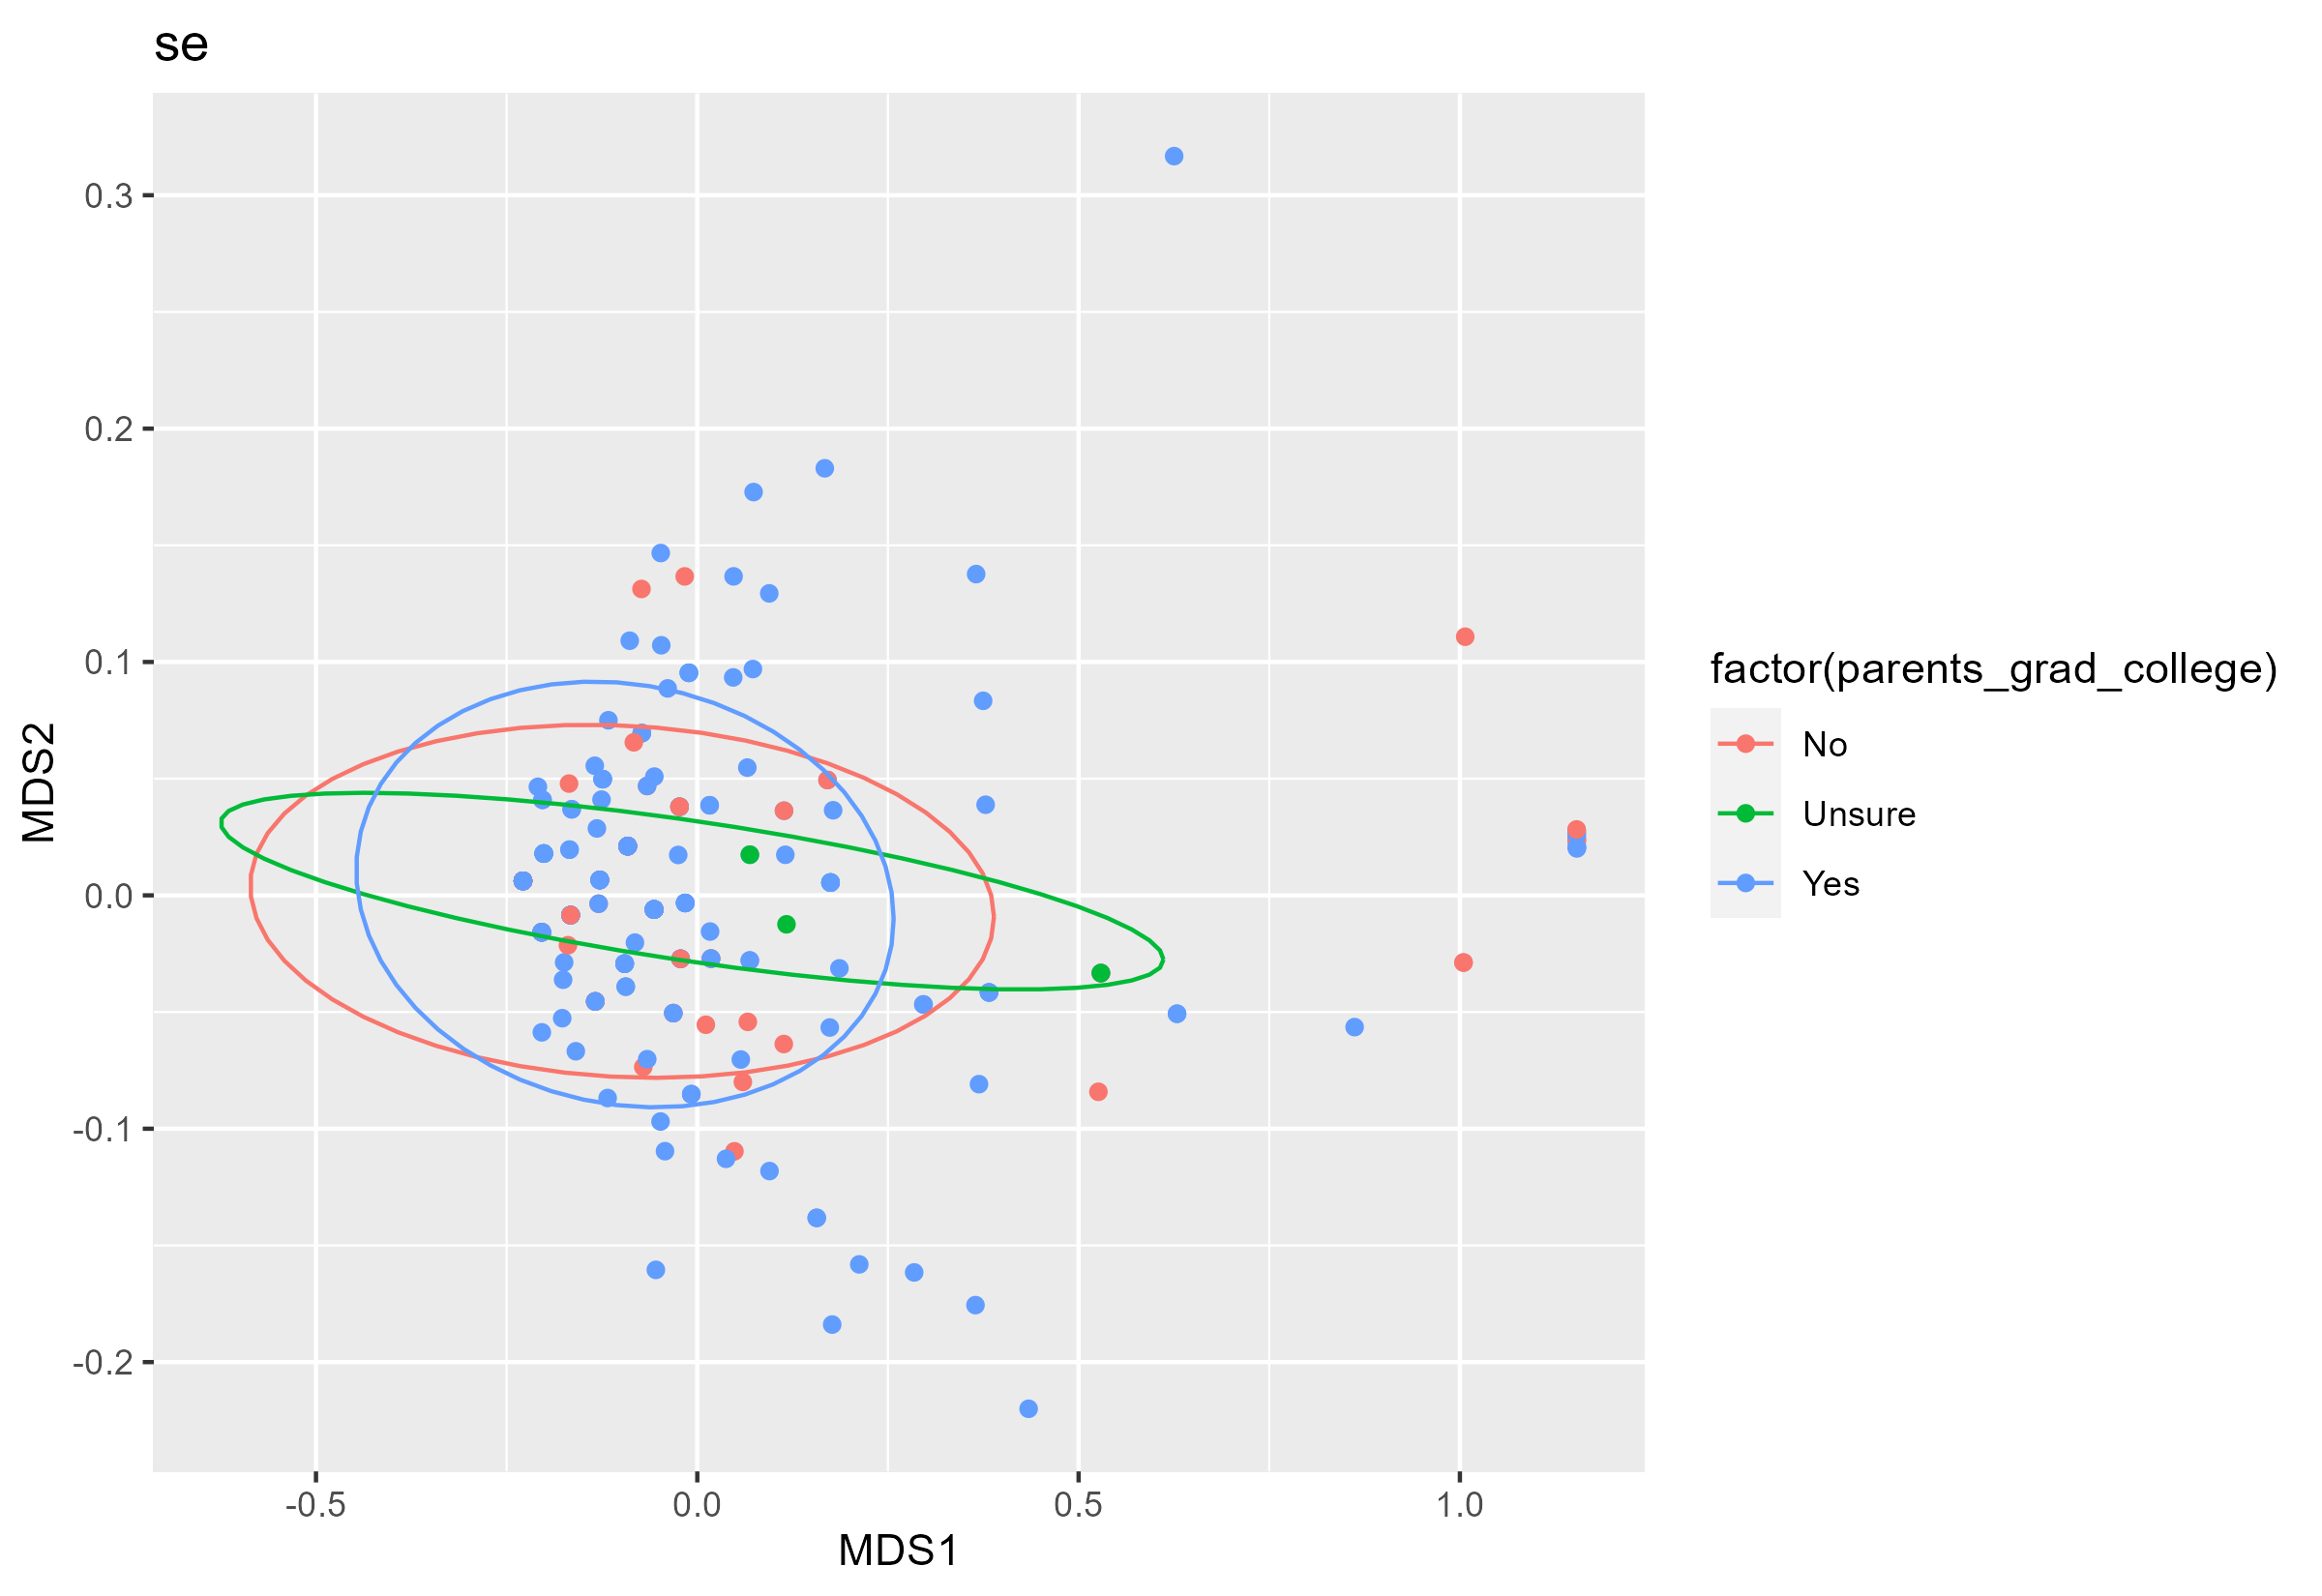 se
0.3
0.2
0.1
0.0
-0.1
-0.2
MDS2
-0.5
0.0
0.5
1.0
MDS1
factor(parents_grad_college)
No
Unsure
Yes